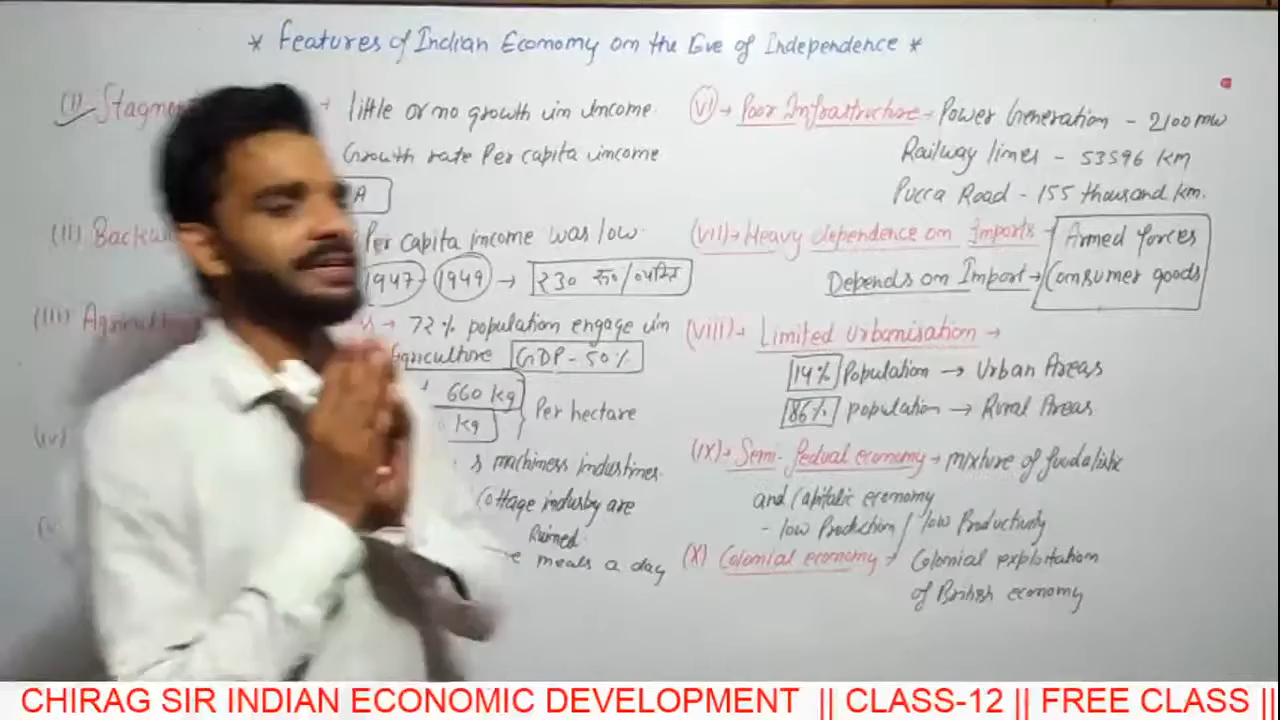 * Features of Indian Economy on the Eve of Independence *
(I) Stagn
little or no growth in income
Growth rate Per capita income
A
(II) Backw
Per capita income was low
1947 1949 → ₹30
(III) Agricultu
72% population engage in
Agriculture GDP - 50%
660 kg
kg
Per hectare
(IV)
s machiness industries
Cottage industry are
Ruined
e meals a day
(VI) → Poor Infrastructure → Power Generation - 2100 mw
Railway lines - 53596 km
Pucca Road - 155 thousand km.
(VII) → Heavy dependence on Imports → Armed forces
Depends on Import → Consumer goods
(VIII) → Limited urbanisation →
14% Population → Urban Areas
86% population → Rural Areas
(IX) → Semi-fedual economy → mixture of feudalistic
and Capitalic economy
- low Production / low Productivity
(X) Colonial economy → Colonial exploitation
of British economy
CHIRAG SIR INDIAN ECONOMIC DEVELOPMENT || CLASS-12 || FREE CLASS ||